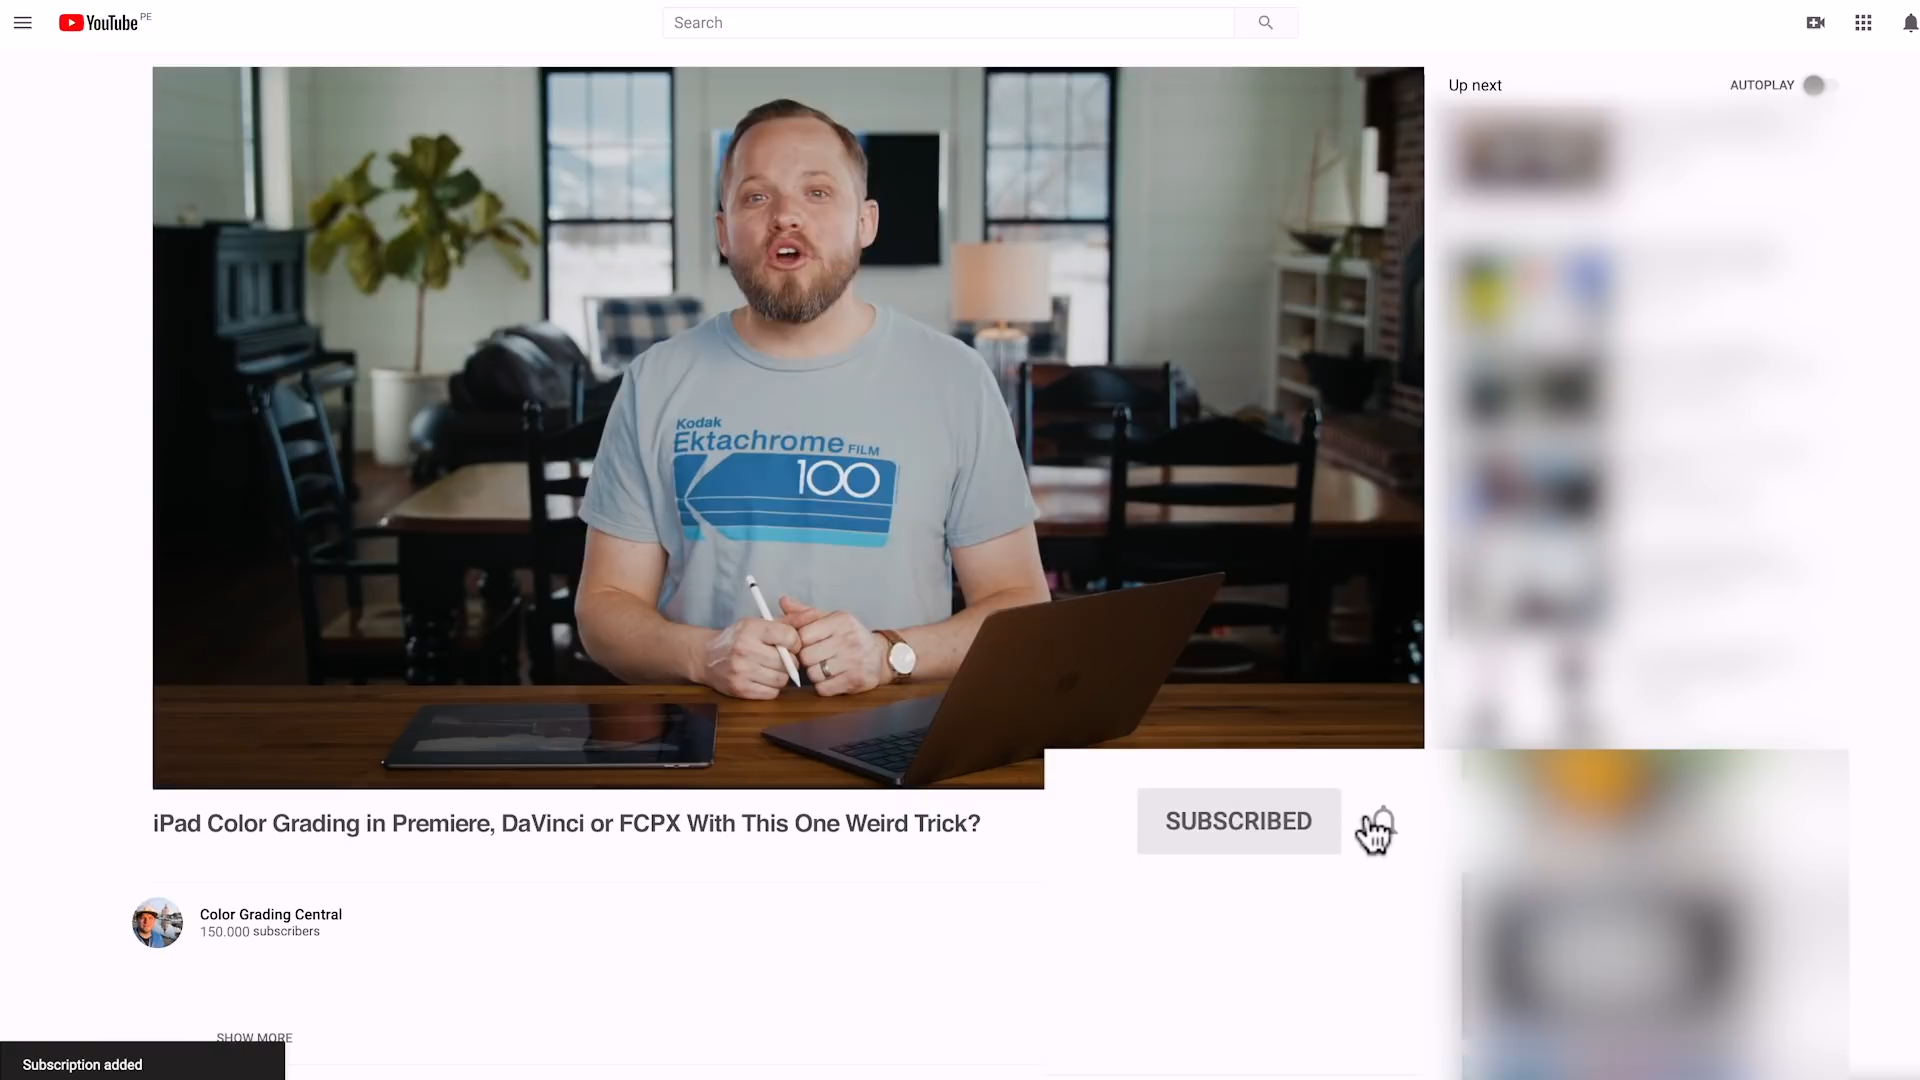 YouTube PE
Search
Up next
AUTOPLAY
Kodak
Ektachrome FILM
100
iPad Color Grading in Premiere, DaVinci or FCPX With This One Weird Trick?
SUBSCRIBED
Color Grading Central
150.000 subscribers
SHOW MORE
Subscription added